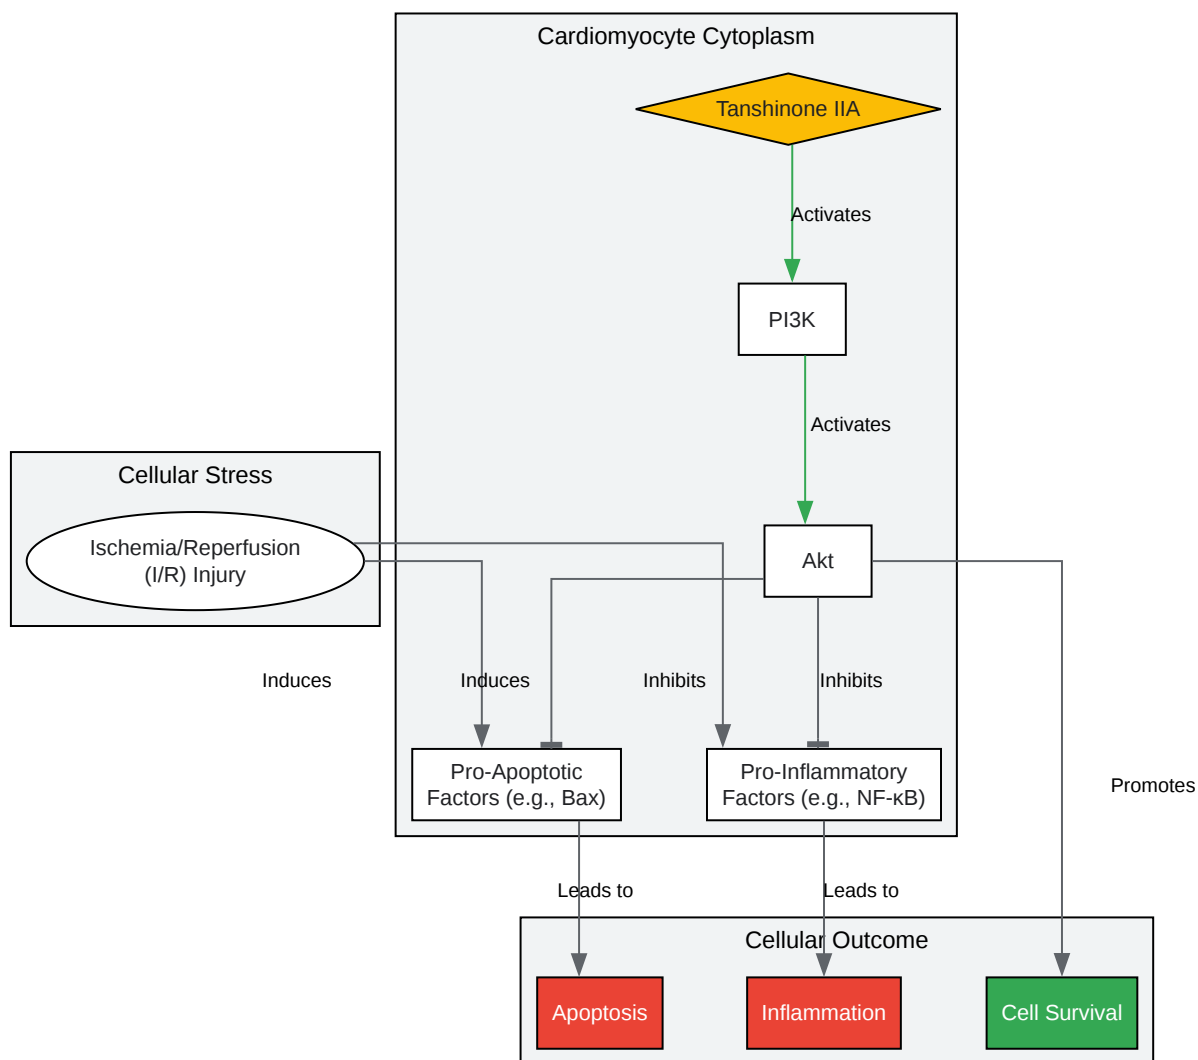 Cardiomyocyte Cytoplasm
Tanshinone IIA
Activates
PI3K
Activates
Cellular Stress
Ischemia/Reperfusion
(I/R) Injury
Akt
Induces
Induces
Inhibits
Inhibits
Pro-Apoptotic
Factors (e.g., Bax)
Pro-Inflammatory
Factors (e.g., NF-κB)
Promotes
Leads to
Leads to
Cellular Outcome
Apoptosis
Inflammation
Cell Survival